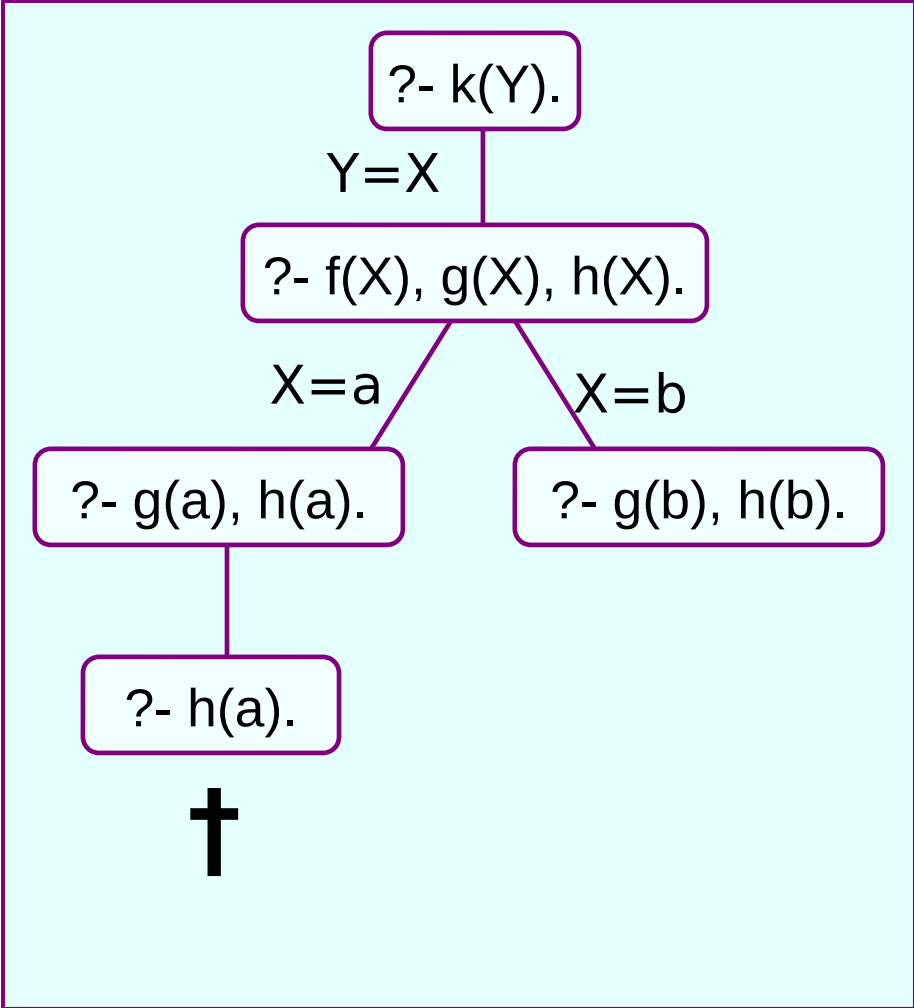 ?- k(Y).
Y=X
?- f(X), g(X), h(X).
X=a
X=b
?- g(a), h(a).
?- g(b), h(b).
?- h(a).
†